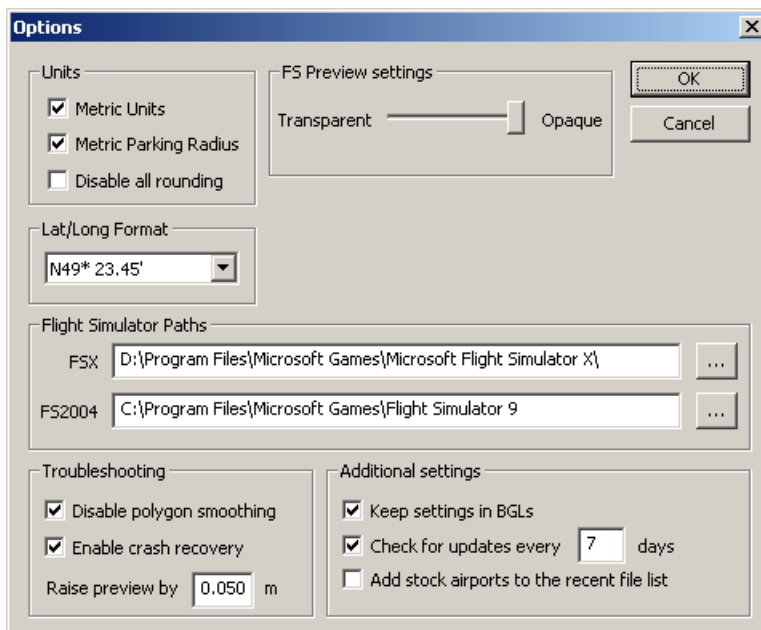 Options
Units
Metric Units
Metric Parking Radius
Disable all rounding
FS Preview settings
Transparent Opaque
OK
Cancel
Lat/Long Format
N49* 23.45'
Flight Simulator Paths
FSX D:\Program Files\Microsoft Games\Microsoft Flight Simulator X\ ...
FS2004 C:\Program Files\Microsoft Games\Flight Simulator 9 ...
Troubleshooting
Disable polygon smoothing
Enable crash recovery
Raise preview by 0.050 m
Additional settings
Keep settings in BGLs
Check for updates every 7 days
Add stock airports to the recent file list